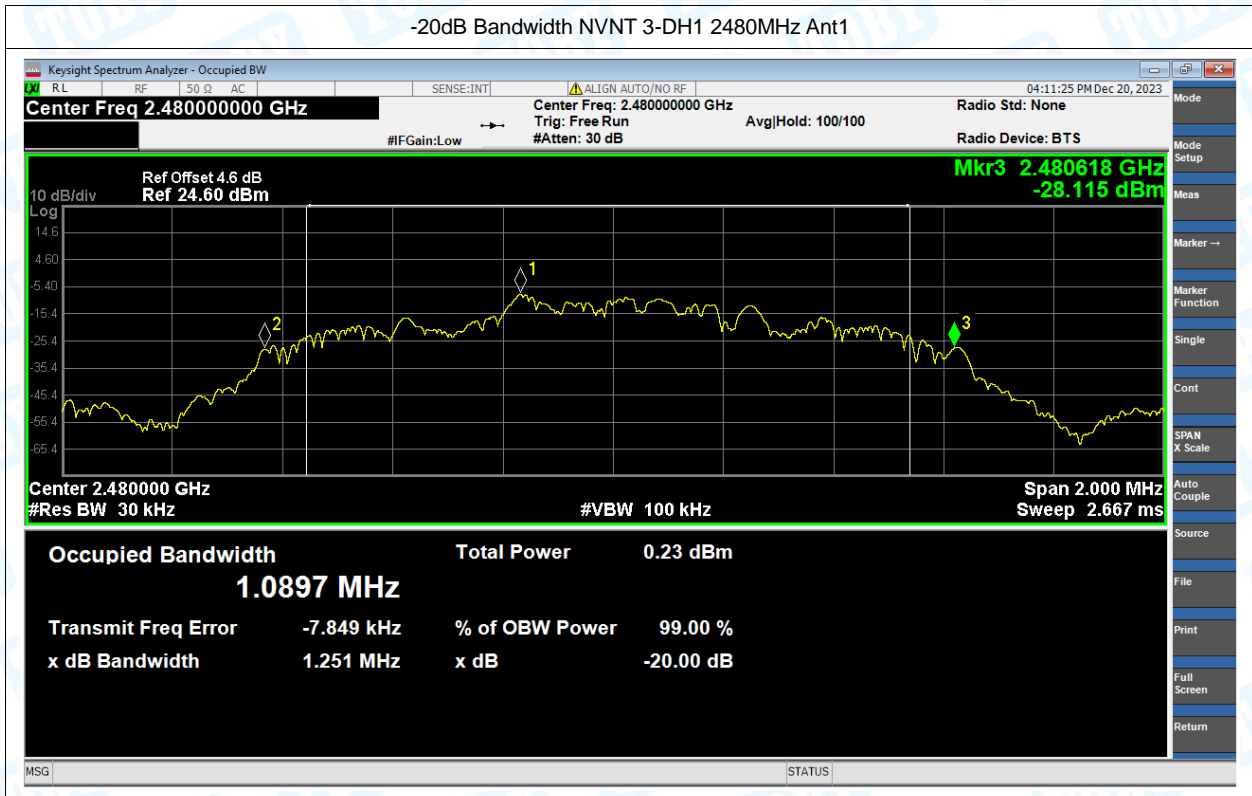 -20dB Bandwidth NVNT 3-DH1 2480MHz Ant1
Keysight Spectrum Analyzer - Occupied BW
LXI RL RF 50 Ω AC SENSE:INT ALIGN AUTO/NO RF 04:11:25 PM Dec 20, 2023
Center Freq 2.480000000 GHz
Center Freq: 2.480000000 GHz
Radio Std: None
Trig: Free Run
Avg|Hold: 100/100
#IFGain:Low
#Atten: 30 dB
Radio Device: BTS
Mkr3 2.480618 GHz
-28.115 dBm
Ref Offset 4.6 dB
10 dB/div Ref 24.60 dBm
Log
14.6
4.60
-5.40
-15.4
-25.4
-35.4
-45.4
-55.4
-65.4
1
2
3
Center 2.480000 GHz
Span 2.000 MHz
#Res BW 30 kHz
#VBW 100 kHz
Sweep 2.667 ms
Occupied Bandwidth
1.0897 MHz
Total Power 0.23 dBm
Transmit Freq Error -7.849 kHz
% of OBW Power 99.00 %
x dB Bandwidth 1.251 MHz
x dB -20.00 dB
MSG
STATUS
Mode
Mode
Setup
Meas
Marker→
Marker
Function
Single
Cont
SPAN
X Scale
Auto
Couple
Source
File
Print
Full
Screen
Return
TOBY